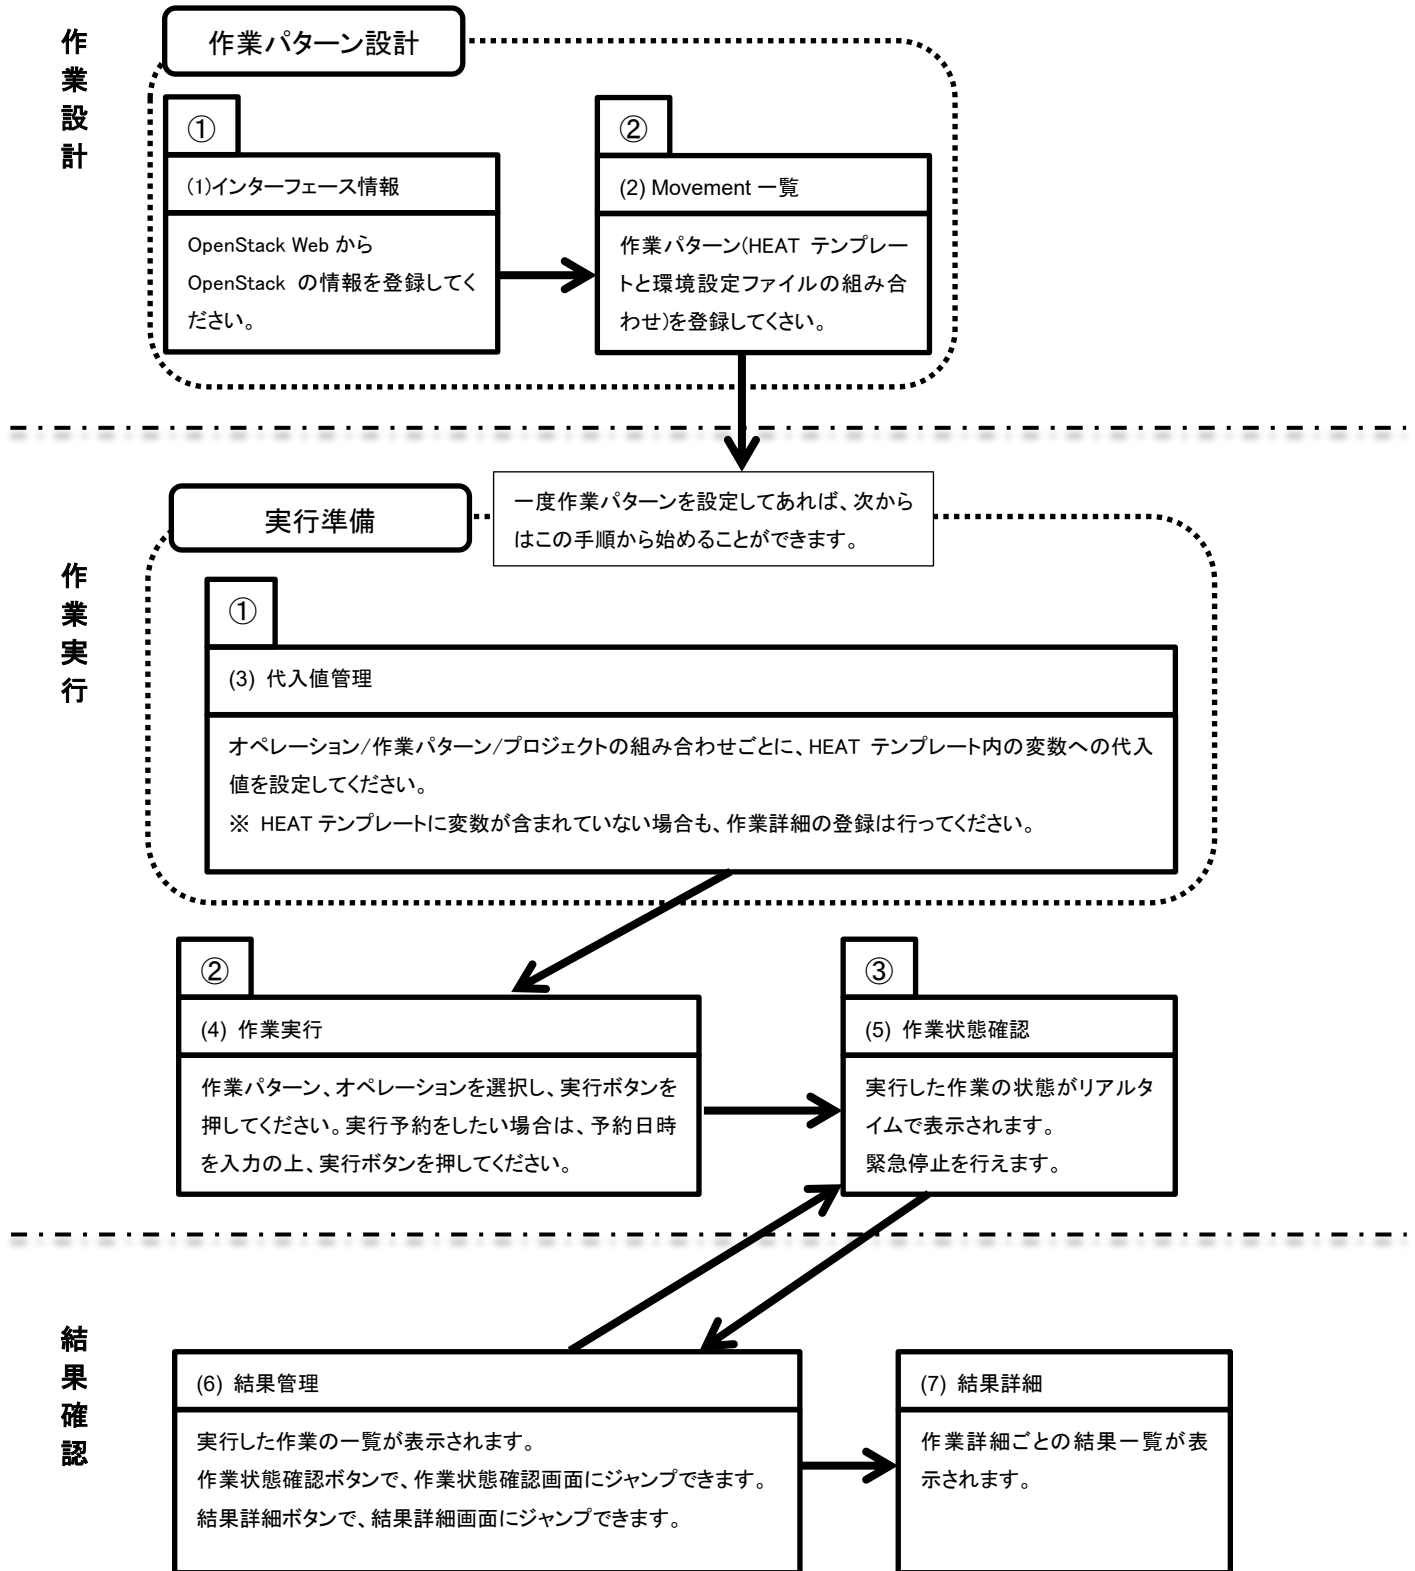 作業設計
作業パターン設計
①
(1)インターフェース情報
OpenStack Web から
OpenStack の情報を登録してく
ださい。
②
(2) Movement 一覧
作業パターン(HEAT テンプレー
トと環境設定ファイルの組み合
わせ)を登録してくさい。
作業実行
実行準備
一度作業パターンを設定してあれば、次から
はこの手順から始めることができます。
①
(3) 代入値管理
オペレーション/作業パターン/プロジェクトの組み合わせごとに、HEAT テンプレート内の変数への代入
値を設定してください。
※ HEAT テンプレートに変数が含まれていない場合も、作業詳細の登録は行ってください。
②
(4) 作業実行
作業パターン、オペレーションを選択し、実行ボタンを
押してください。実行予約をしたい場合は、予約日時
を入力の上、実行ボタンを押してください。
③
(5) 作業状態確認
実行した作業の状態がリアルタ
イムで表示されます。
緊急停止を行えます。
結果確認
(6) 結果管理
実行した作業の一覧が表示されます。
作業状態確認ボタンで、作業状態確認画面にジャンプできます。
結果詳細ボタンで、結果詳細画面にジャンプできます。
(7) 結果詳細
作業詳細ごとの結果一覧が表
示されます。